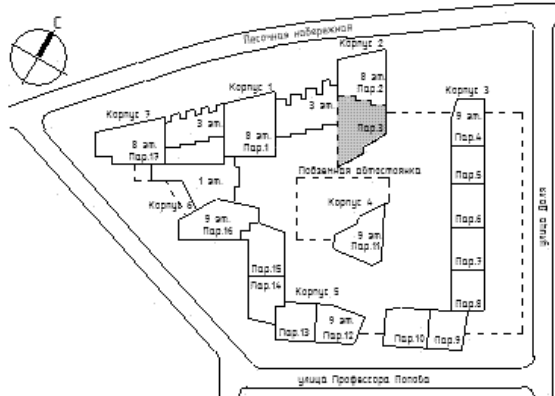 С
Песочная набережная
Корпус 2
8 эт.
Пар.2
Пар.3
Корпус 1
3 эт.
8 эт.
Пар.1
Корпус 7
3 эт.
8 эт.
Пар.17
Корпус 3
9 эт.
Пар.4
Пар.5
Пар.6
Пар.7
Пар.8
улица Даля
Подземная автостоянка
1 эт.
Корпус 6
9 эт.
Пар.16
Корпус 4
9 эт.
Пар.11
Пар.15
Пар.14
Корпус 5
9 эт.
Пар.13
Пар.12
Пар.10
Пар.9
улица Профессора Попова